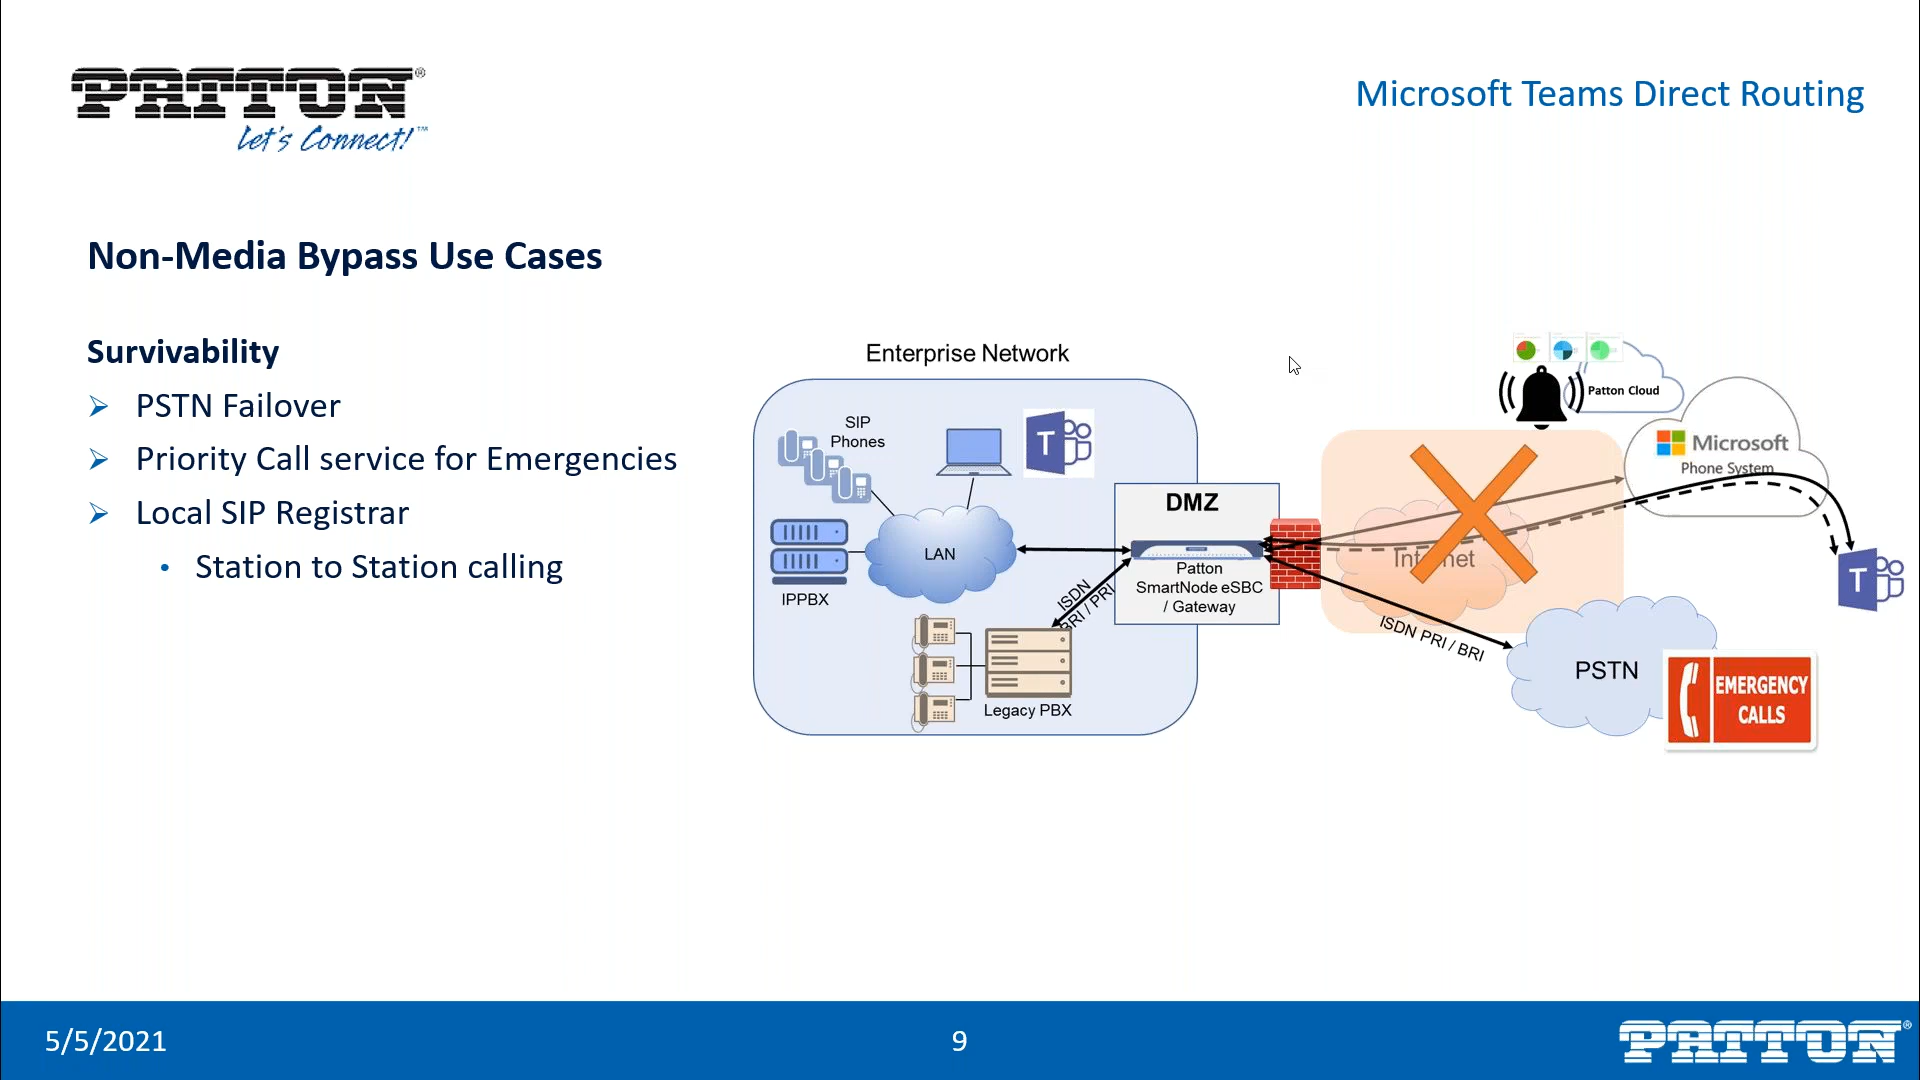 PATTON®
Let's Connect!™
Microsoft Teams Direct Routing
Non-Media Bypass Use Cases
Survivability
PSTN Failover
Priority Call service for Emergencies
Local SIP Registrar
Station to Station calling
Enterprise Network
SIP
Phones
T
LAN
IPPBX
ISDN
BRI / PRI
Legacy PBX
DMZ
Patton
SmartNode eSBC
/ Gateway
Patton Cloud
Microsoft
Phone System
Internet
T
ISDN PRI / BRI
PSTN
EMERGENCY
CALLS
5/5/2021
9
PATTON®